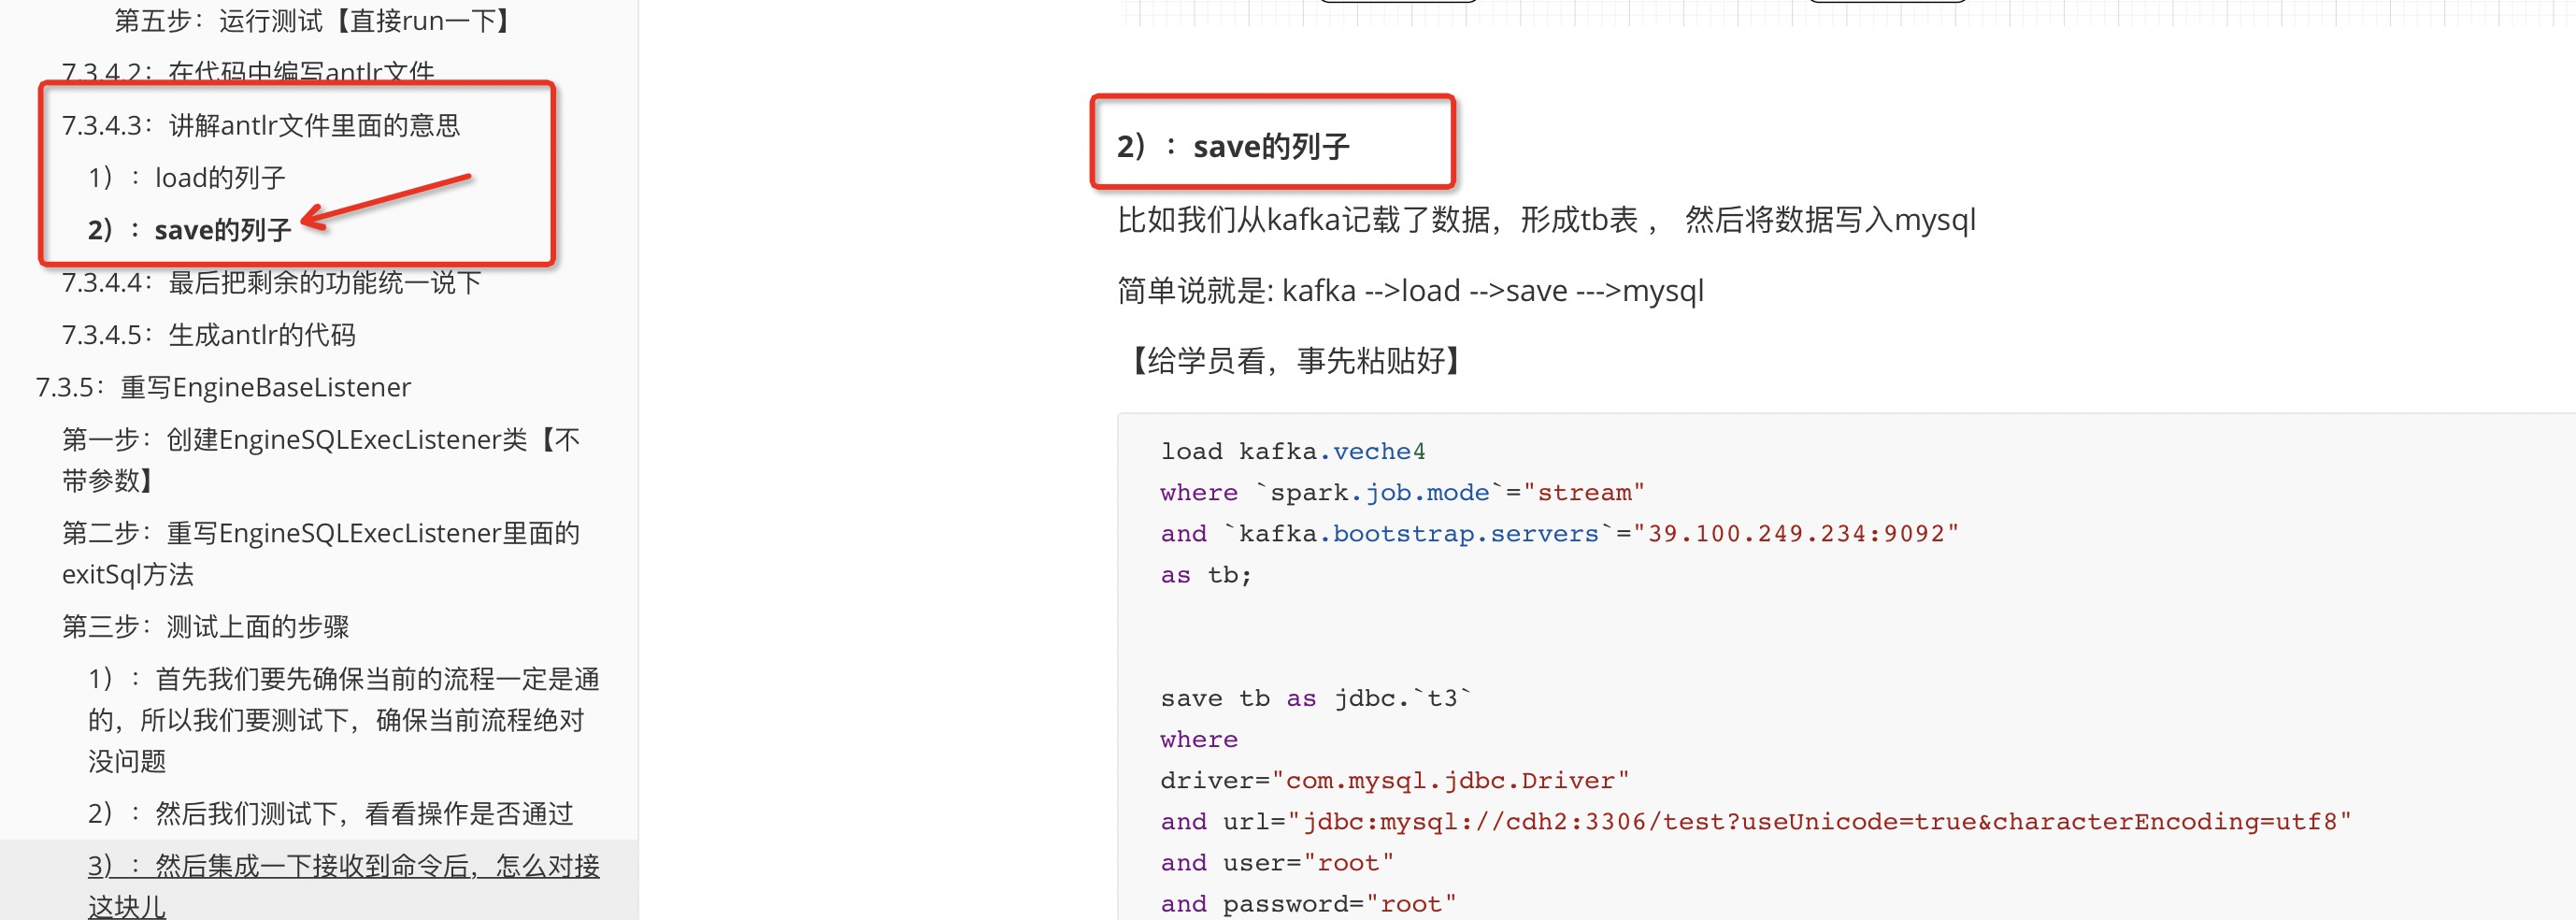 第五步：运行测试【直接run一下】
7.3.4.2：在代码中编写antlr文件
7.3.4.3：讲解antlr文件里面的意思
1）：load的列子
2）：save的列子
7.3.4.4：最后把剩余的功能统一说下
7.3.4.5：生成antlr的代码
7.3.5：重写EngineBaseListener
第一步：创建EngineSQLExecListener类【不
带参数】
第二步：重写EngineSQLExecListener里面的
exitSql方法
第三步：测试上面的步骤
1）：首先我们要先确保当前的流程一定是通
的，所以我们要测试下，确保当前流程绝对
没问题
2）：然后我们测试下，看看操作是否通过
3）：然后集成一下接收到命令后，怎么对接
这块儿
2）：save的列子
比如我们从kafka记载了数据，形成tb表 ， 然后将数据写入mysql
简单说就是: kafka -->load -->save --->mysql
【给学员看，事先粘贴好】
load kafka.veche4
where `spark.job.mode`="stream"
and `kafka.bootstrap.servers`="39.100.249.234:9092"
as tb;
save tb as jdbc.`t3`
where
driver="com.mysql.jdbc.Driver"
and url="jdbc:mysql://cdh2:3306/test?useUnicode=true&characterEncoding=utf8"
and user="root"
and password="root"